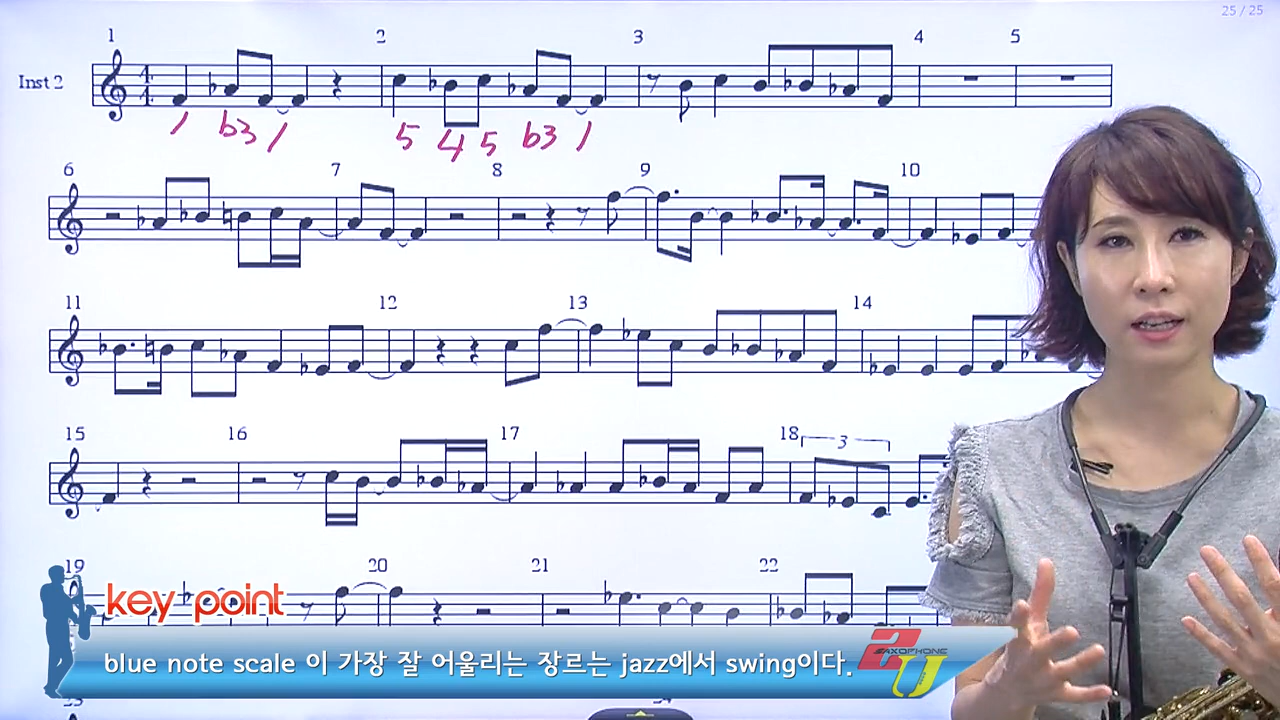 25 / 25
1 2 3 4 5
Inst 2
1 b3 1 5 4 5 b3 1
6 7 8 9 10
11 12 13 14
15 16 17 18 3
19 20 21 22
key point
blue note scale 이 가장 잘 어울리는 장르는 jazz에서 swing이다.
SAXOPHONE